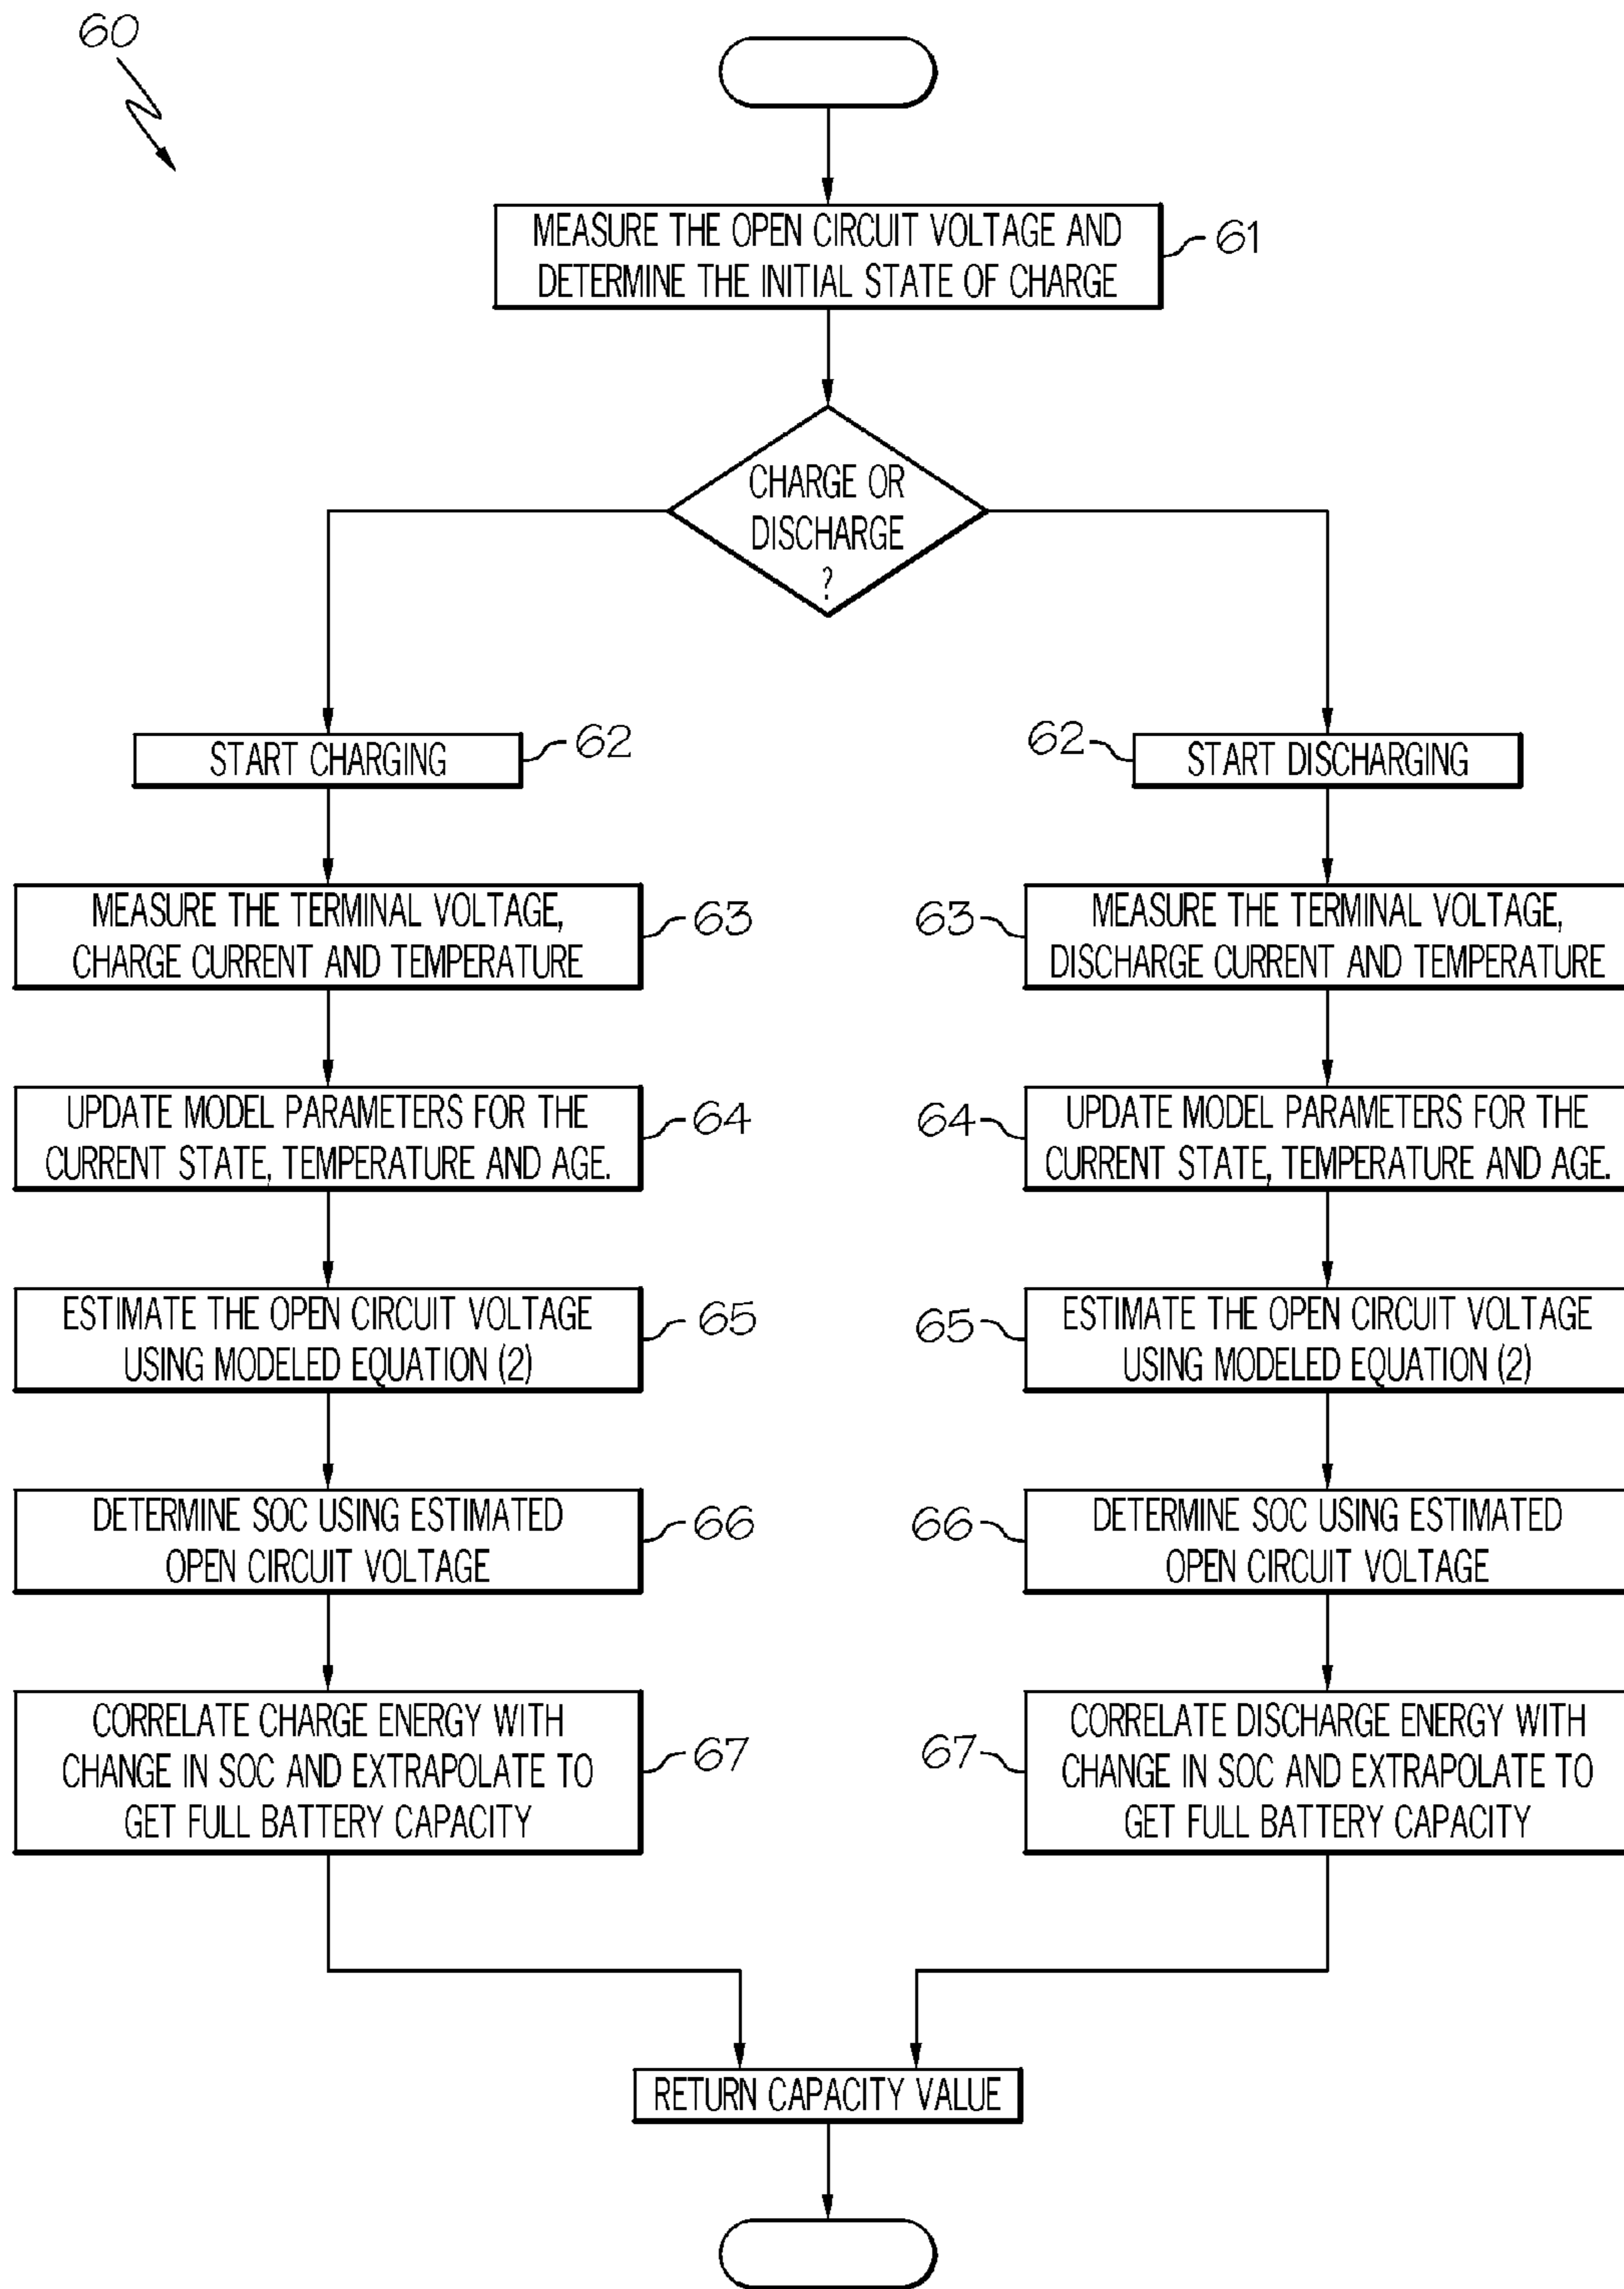 60
MEASURE THE OPEN CIRCUIT VOLTAGE AND
DETERMINE THE INITIAL STATE OF CHARGE
61
CHARGE OR
DISCHARGE
?
START CHARGING
62
MEASURE THE TERMINAL VOLTAGE,
CHARGE CURRENT AND TEMPERATURE
63
UPDATE MODEL PARAMETERS FOR THE
CURRENT STATE, TEMPERATURE AND AGE.
64
ESTIMATE THE OPEN CIRCUIT VOLTAGE
USING MODELED EQUATION (2)
65
DETERMINE SOC USING ESTIMATED
OPEN CIRCUIT VOLTAGE
66
CORRELATE CHARGE ENERGY WITH
CHANGE IN SOC AND EXTRAPOLATE TO
GET FULL BATTERY CAPACITY
67
62
START DISCHARGING
63
MEASURE THE TERMINAL VOLTAGE,
DISCHARGE CURRENT AND TEMPERATURE
64
UPDATE MODEL PARAMETERS FOR THE
CURRENT STATE, TEMPERATURE AND AGE.
65
ESTIMATE THE OPEN CIRCUIT VOLTAGE
USING MODELED EQUATION (2)
66
DETERMINE SOC USING ESTIMATED
OPEN CIRCUIT VOLTAGE
67
CORRELATE DISCHARGE ENERGY WITH
CHANGE IN SOC AND EXTRAPOLATE TO
GET FULL BATTERY CAPACITY
RETURN CAPACITY VALUE